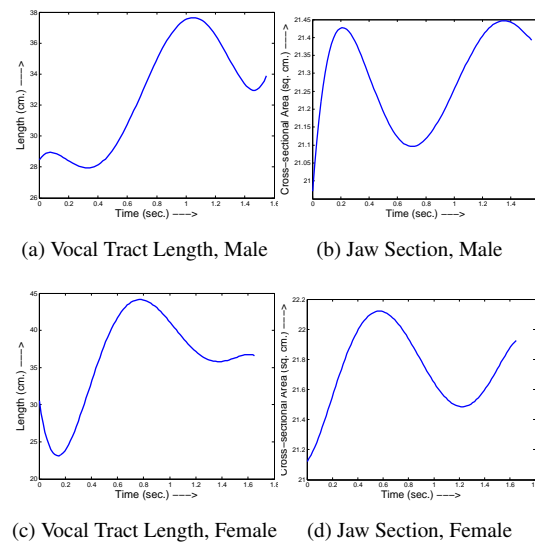 38
36
34
32
30
28
26
Length (cm.) --->
0 0.2 0.4 0.6 0.8 1 1.2 1.4 1.6
Time (sec.) --->
(a) Vocal Tract Length, Male
21.45
21.4
21.35
21.3
21.25
21.2
21.15
21.1
21.05
21
Cross-sectional Area (sq. cm.) --->
0 0.2 0.4 0.6 0.8 1 1.2 1.4 1.6
Time (sec.) --->
(b) Jaw Section, Male
45
40
35
30
25
20
Length (cm.) --->
0 0.2 0.4 0.6 0.8 1 1.2 1.4 1.6 1.8
Time (sec.) --->
(c) Vocal Tract Length, Female
22.2
22
21.8
21.6
21.4
21.2
21
Cross-sectional Area (sq. cm.) --->
0 0.2 0.4 0.6 0.8 1 1.2 1.4 1.6 1.8
Time (sec.) --->
(d) Jaw Section, Female